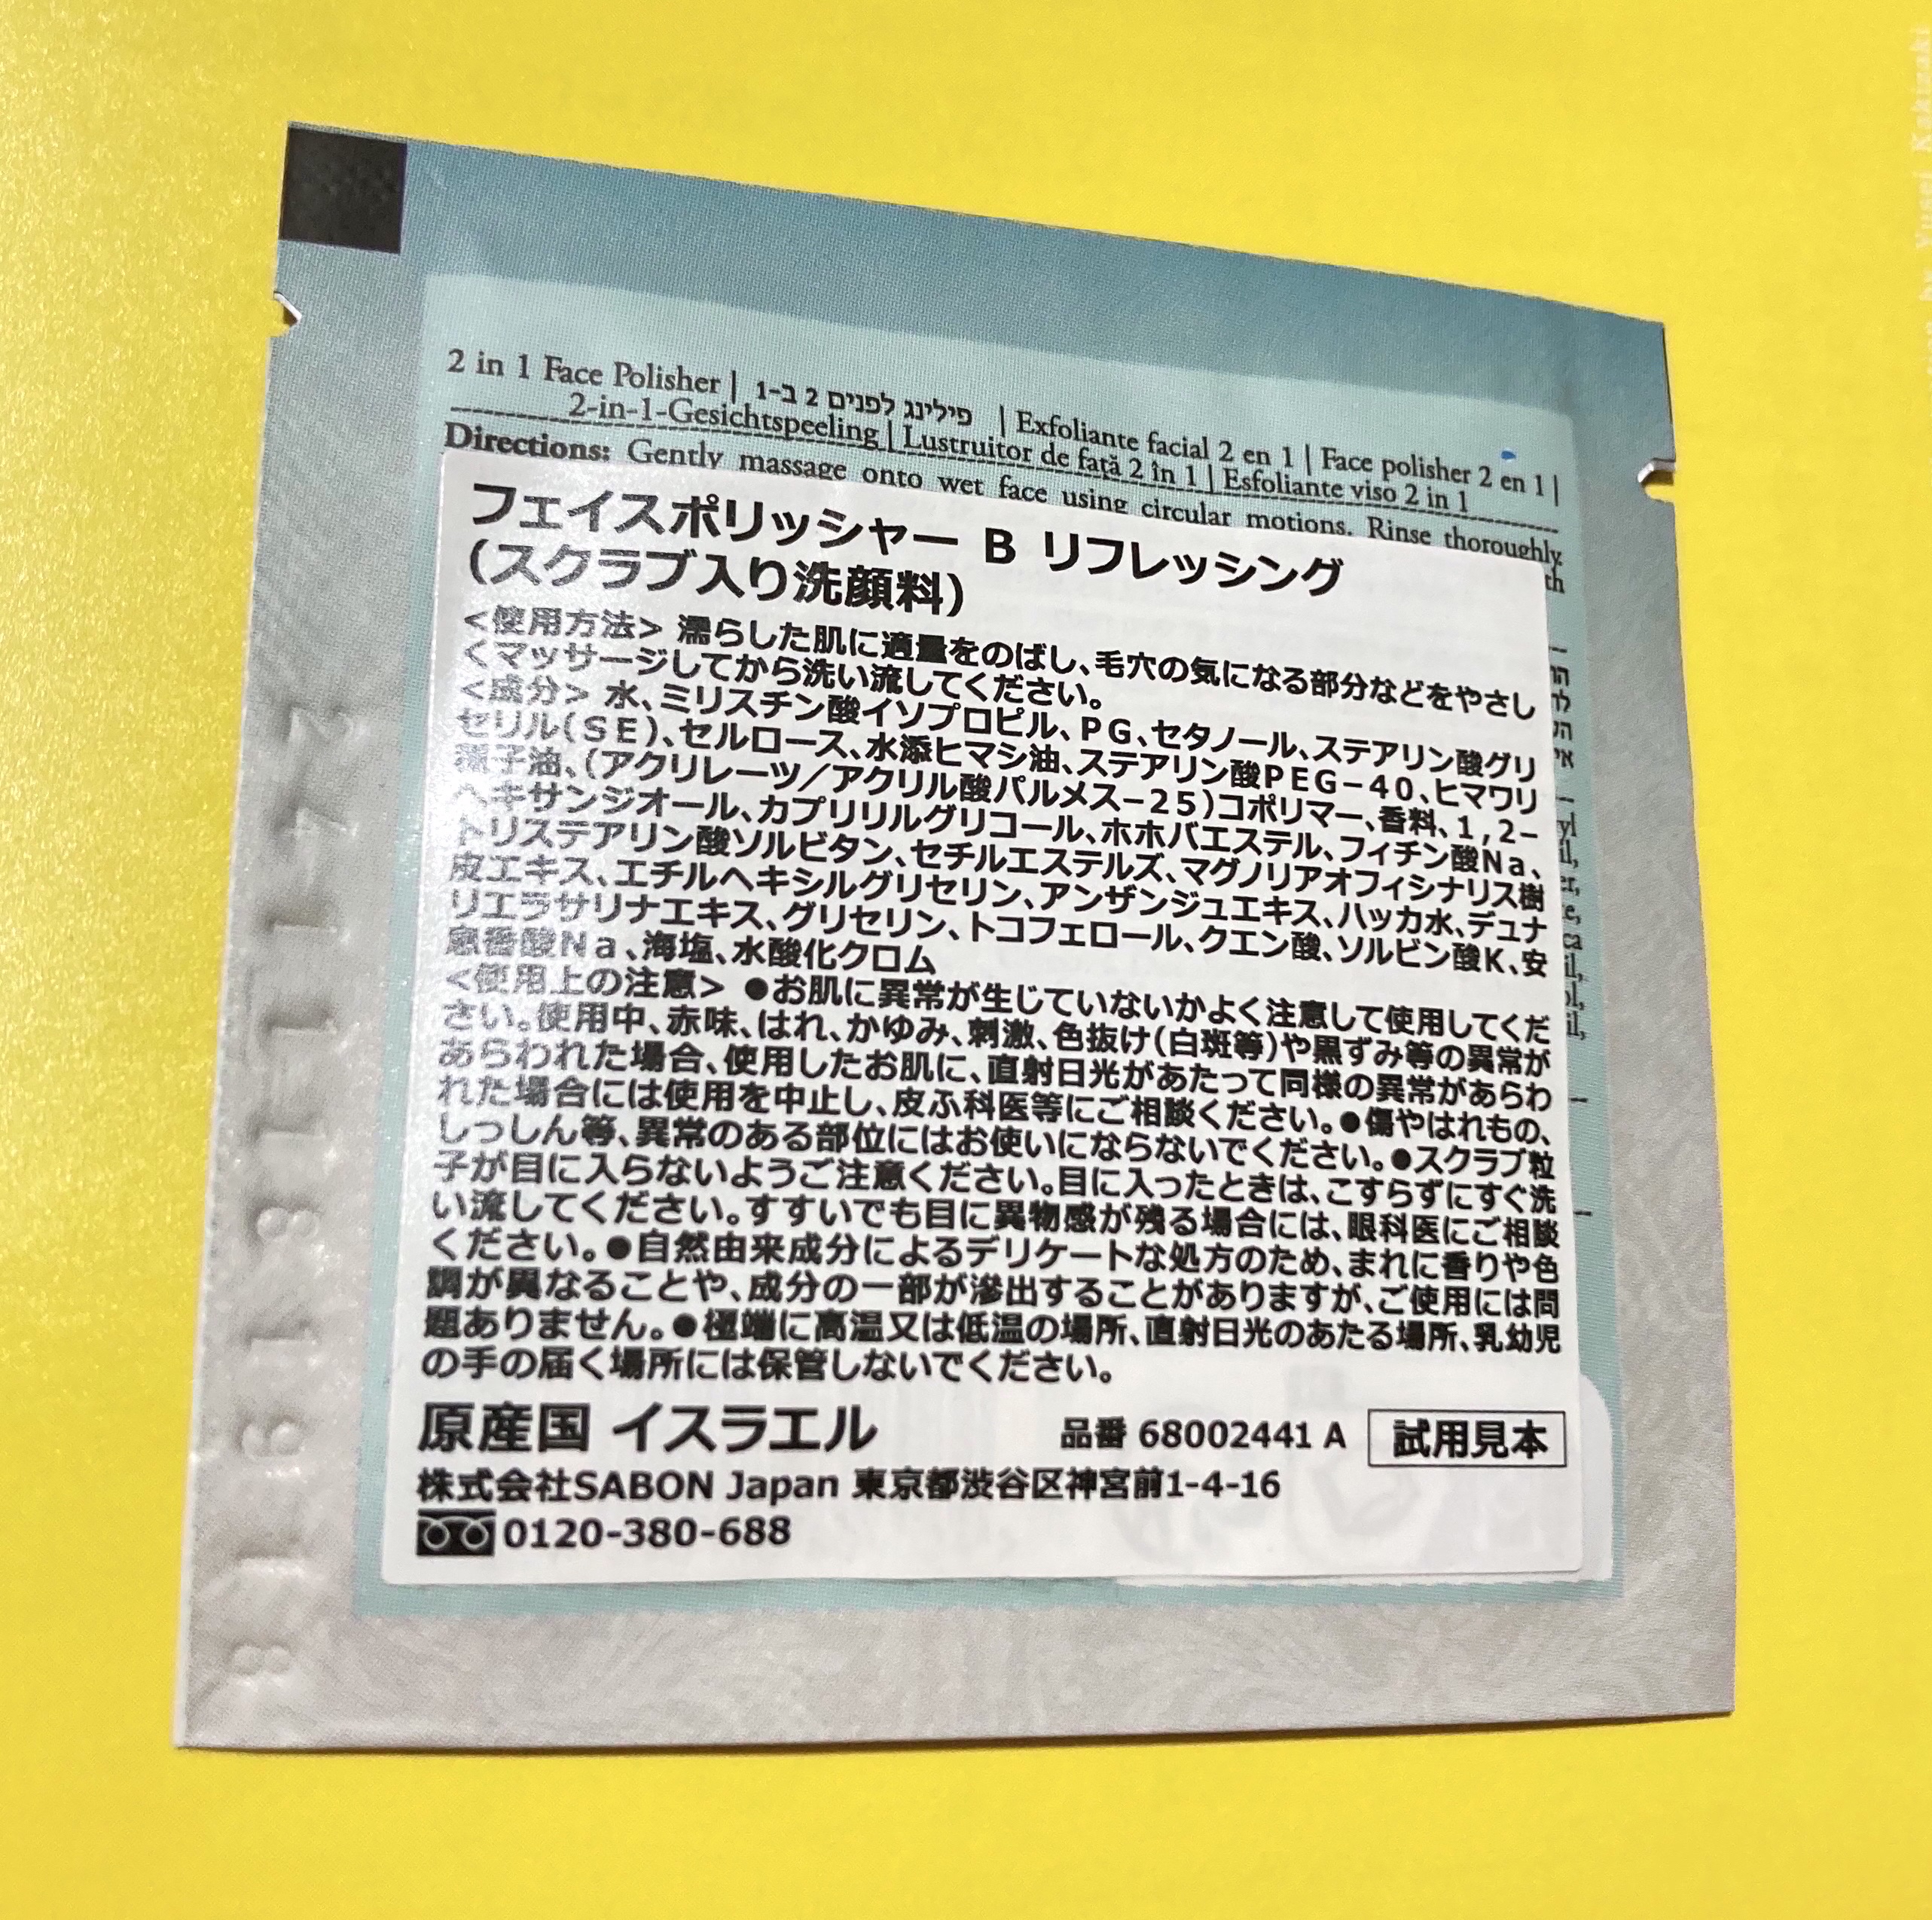 2 in 1 Face Polisher | פילינג לפנים 2 ב-1 | Exfoliante facial 2 en 1 | Face polisher 2 en 1 |
2-in-1-Gesichtspeeling | Lustruitor de față 2 în 1 | Esfoliante viso 2 in 1
Directions: Gently massage onto wet face using circular motions. Rinse thoroughly
th
フェイスポリッシャー B リフレッシング
(スクラブ入り洗顔料)
<使用方法> 濡らした肌に適量をのばし、毛穴の気になる部分などをやさし
くマッサージしてから洗い流してください。
<成分> 水、ミリスチン酸イソプロピル、PG、セタノール、ステアリン酸グリ
セリル(SE)、セルロース、水添ヒマシ油、ステアリン酸PEG-40、ヒマワリ
種子油、(アクリレーツ/アクリル酸パルメス-25)コポリマー、香料、1,2-
ヘキサンジオール、カプリリルグリコール、ホホバエステル、フィチン酸Na、
トリステアリン酸ソルビタン、セチルエステルズ、マグノリアオフィシナリス樹
皮エキス、エチルヘキシルグリセリン、アンザンジュエキス、ハッカ水、デュナ
リエラサリナエキス、グリセリン、トコフェロール、クエン酸、ソルビン酸K、安
息香酸Na、海塩、水酸化クロム
<使用上の注意> ●お肌に異常が生じていないかよく注意して使用してくだ
さい。使用中、赤味、はれ、かゆみ、刺激、色抜け(白斑等)や黒ずみ等の異常が
あらわれた場合、使用したお肌に、直射日光があたって同様の異常があらわ
れた場合には使用を中止し、皮ふ科医等にご相談ください。●傷やはれもの、
しっしん等、異常のある部位にはお使いにならないでください。●スクラブ粒
子が目に入らないようご注意ください。目に入ったときは、こすらずにすぐ洗
い流してください。すすいでも目に異物感が残る場合には、眼科医にご相談
ください。●自然由来成分によるデリケートな処方のため、まれに香りや色
調が異なることや、成分の一部が滲出することがありますが、ご使用には問
題ありません。●極端に高温又は低温の場所、直射日光のあたる場所、乳幼児
の手の届く場所には保管しないでください。
原産国 イスラエル
品番 68002441 A 試用見本
株式会社SABON Japan 東京都渋谷区神宮前1-4-16
0120-380-688